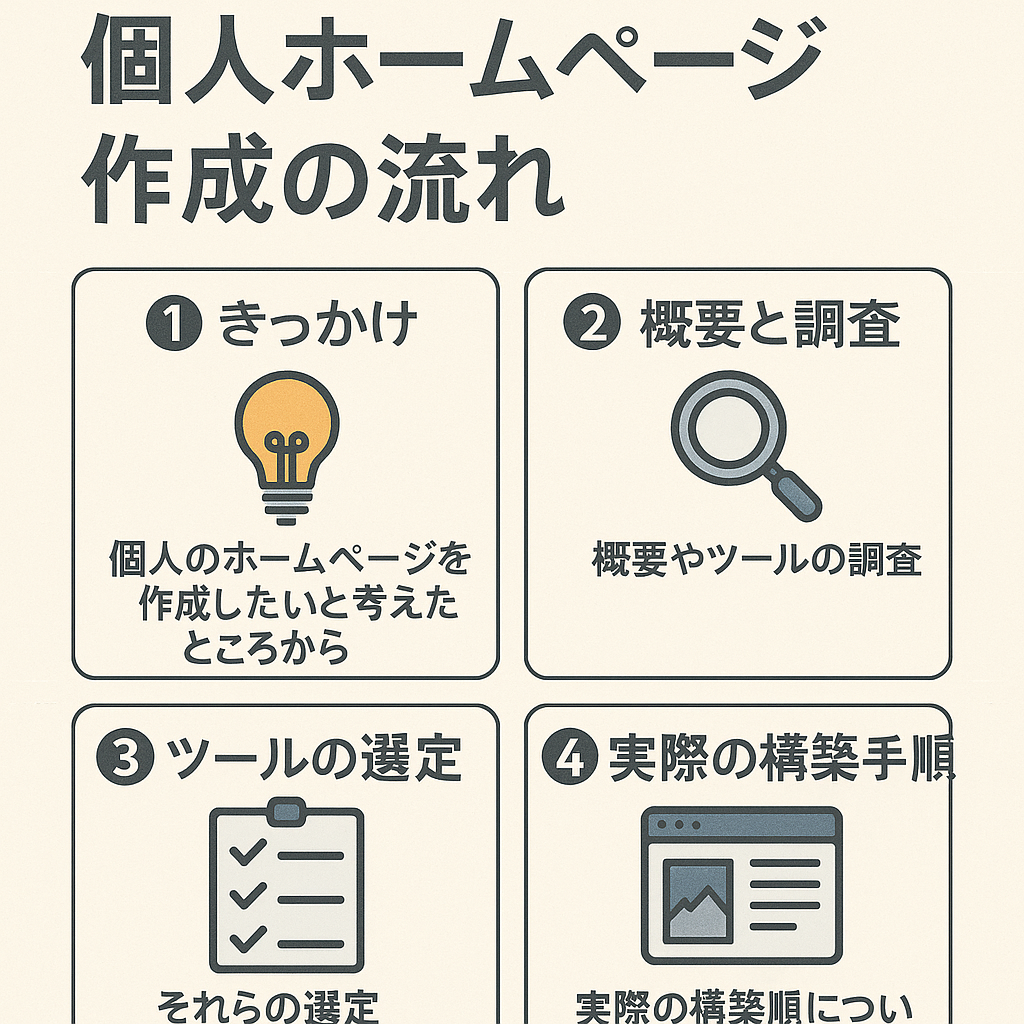 個人ホームページ
作成の流れ
1 きっかけ
個人のホームページを
作成したいと考えた
ところから
2 概要と調査
概要やツールの調査
3 ツールの選定
それらの選定
4 実際の構築手順
実際の構築順につい